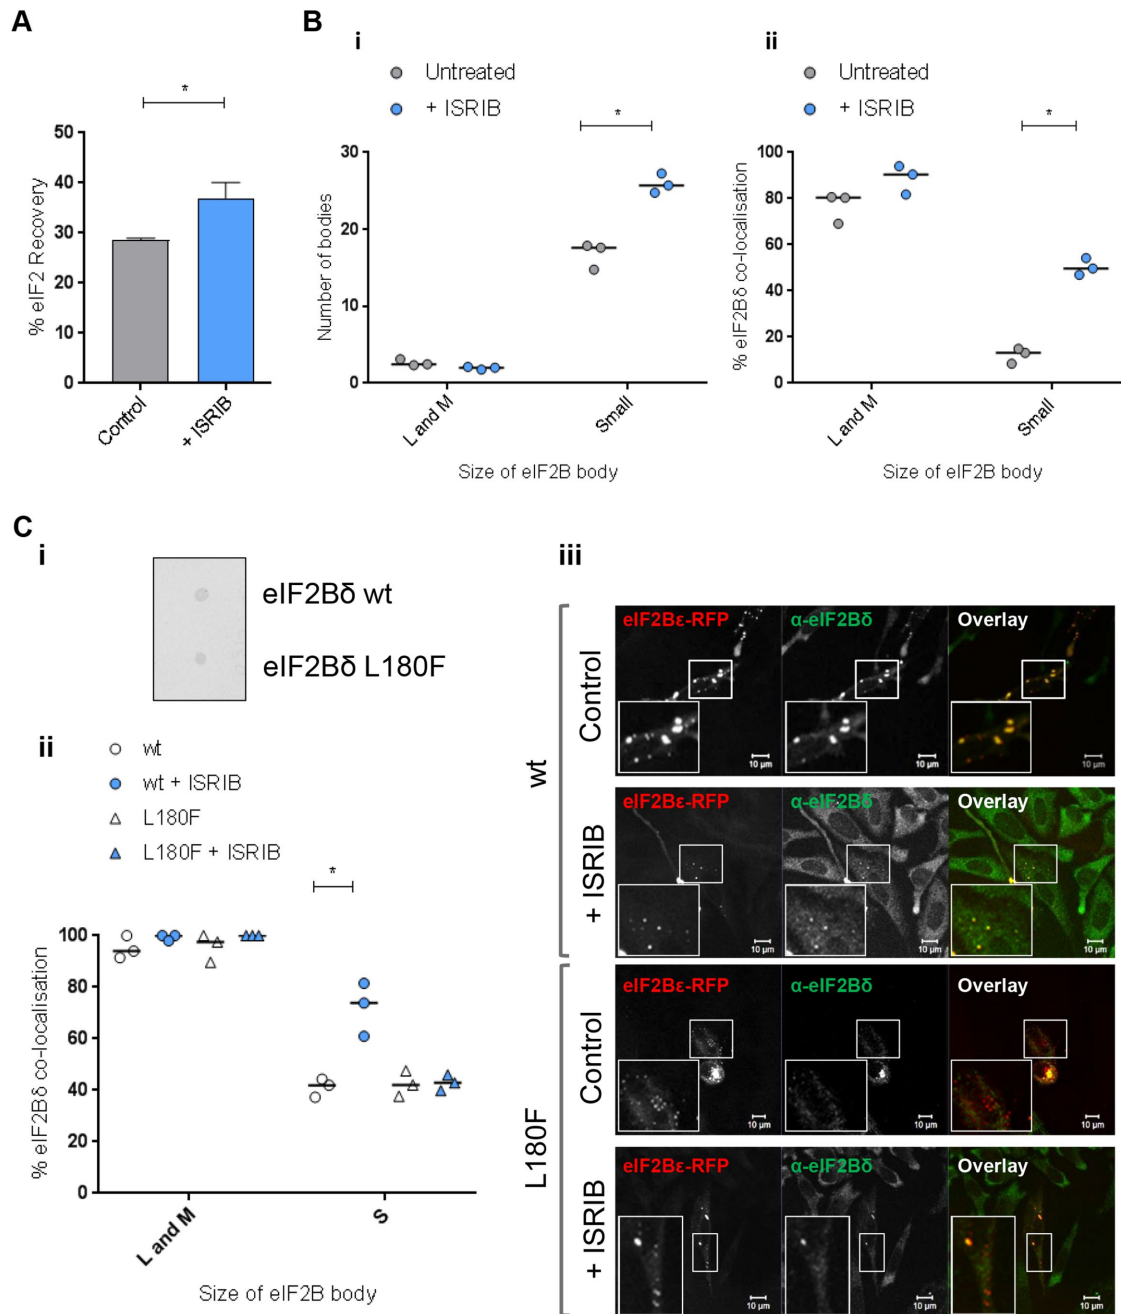 A
*
% eIF2 Recovery
50
40
30
20
10
0
Control
+ ISRIB
B
i
Untreated
+ ISRIB
*
Number of bodies
30
20
10
0
L and M
Small
Size of eIF2B body
ii
Untreated
+ ISRIB
*
% eIF2Bδ co-localisation
100
80
60
40
20
0
L and M
Small
Size of eIF2B body
C
i
eIF2Bδ wt
eIF2Bδ L180F
ii
wt
wt + ISRIB
L180F
L180F + ISRIB
*
% eIF2Bδ co-localisation
100
80
60
40
20
0
L and M
S
Size of eIF2B body
iii
wt
Control
eIF2Bε-RFP
α-eIF2Bδ
Overlay
10 μm
10 μm
10 μm
+ ISRIB
eIF2Bε-RFP
α-eIF2Bδ
Overlay
10 μm
10 μm
10 μm
L180F
Control
eIF2Bε-RFP
α-eIF2Bδ
Overlay
10 μm
10 μm
10 μm
+ ISRIB
eIF2Bε-RFP
α-eIF2Bδ
Overlay
10 μm
10 μm
10 μm